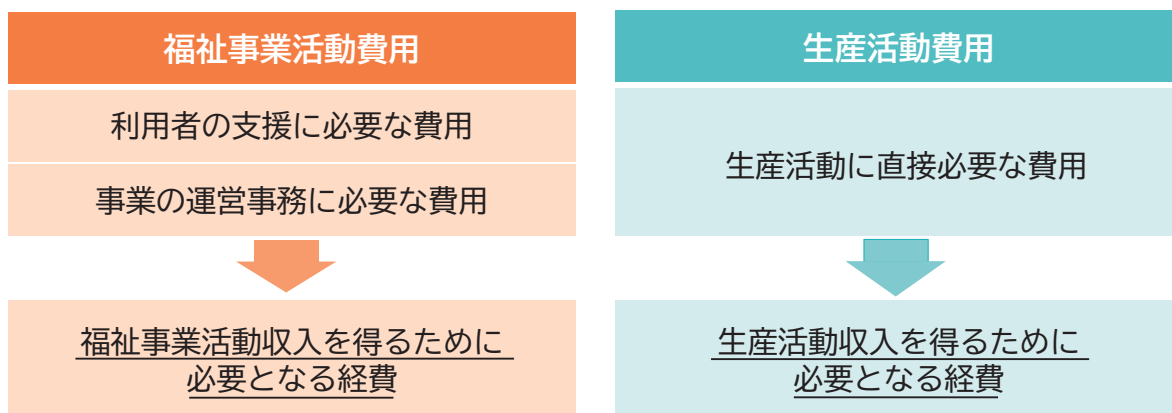 福祉事業活動費用
利用者の支援に必要な費用
事業の運営事務に必要な費用
福祉事業活動収入を得るために
必要となる経費
生産活動費用
生産活動に直接必要な費用
生産活動収入を得るために
必要となる経費